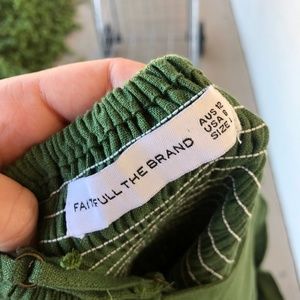 FAITHFULL THE BRAND
AUS 12
USA 8
SIZE